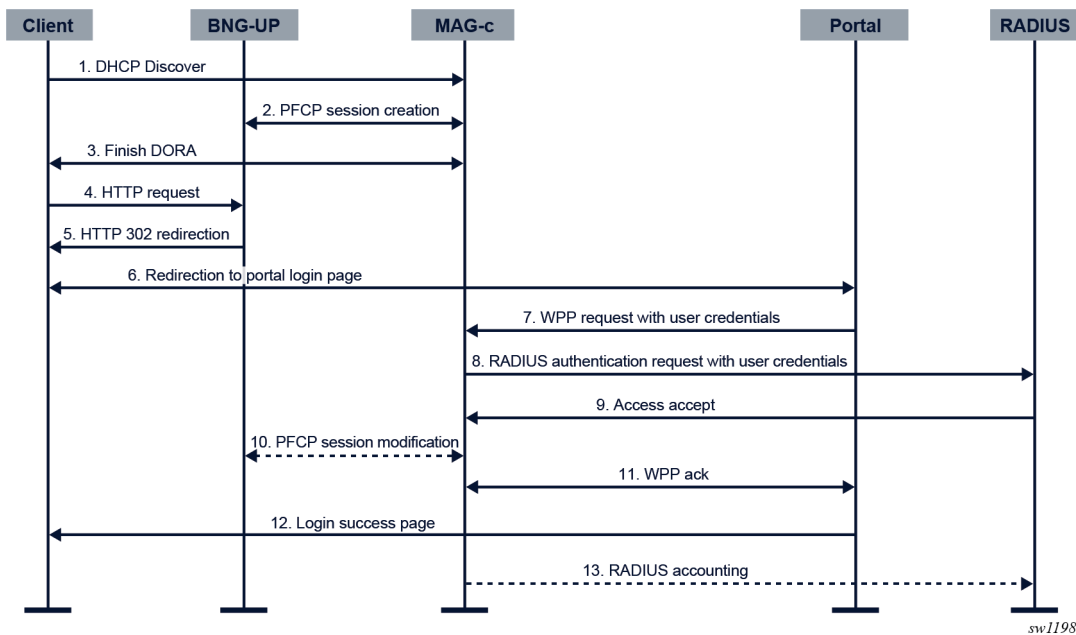 Client
BNG-UP
MAG-c
Portal
RADIUS
1. DHCP Discover
2. PFCP session creation
3. Finish DORA
4. HTTP request
5. HTTP 302 redirection
6. Redirection to portal login page
7. WPP request with user credentials
8. RADIUS authentication request with user credentials
9. Access accept
10. PFCP session modification
11. WPP ack
12. Login success page
13. RADIUS accounting
sw1198